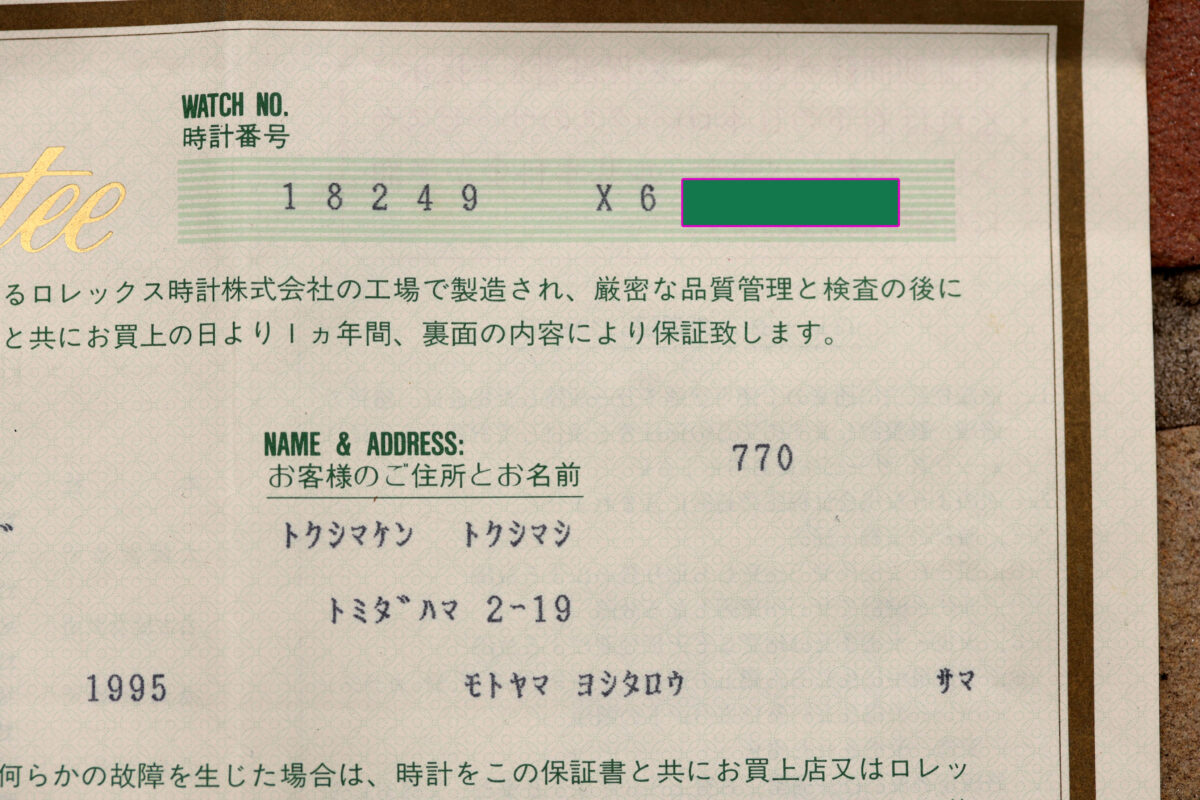 WATCH NO.
時計番号
tee
18249 X6
るロレックス時計株式会社の工場で製造され、厳密な品質管理と検査の後に
と共にお買上の日より1ヵ年間、裏面の内容により保証致します。
NAME & ADDRESS:
お客様のご住所とお名前
770
トクシマケン トクシマシ
トミダハマ 2-19
1995 モトヤマ ヨシタロウ サマ
何らかの故障を生じた場合は、時計をこの保証書と共にお買上店又はロレッ